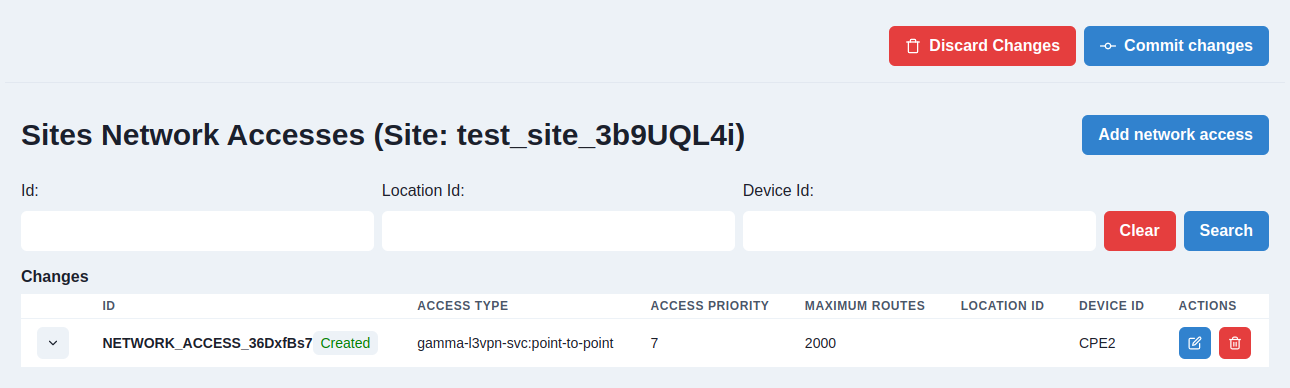 Discard Changes Commit changes
Sites Network Accesses (Site: test_site_3b9UQL4i) Add network access
Id: Location Id: Device Id:
Clear Search
Changes
ID ACCESS TYPE ACCESS PRIORITY MAXIMUM ROUTES LOCATION ID DEVICE ID ACTIONS
NETWORK_ACCESS_36DxfBs7 Created gamma-l3vpn-svc:point-to-point 7 2000 CPE2